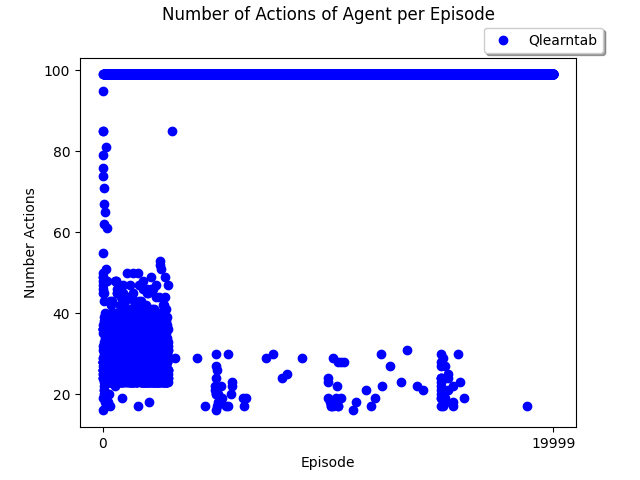 Number of Actions of Agent per Episode
Qlearntab
100
80
60
40
20
Number Actions
0
19999
Episode